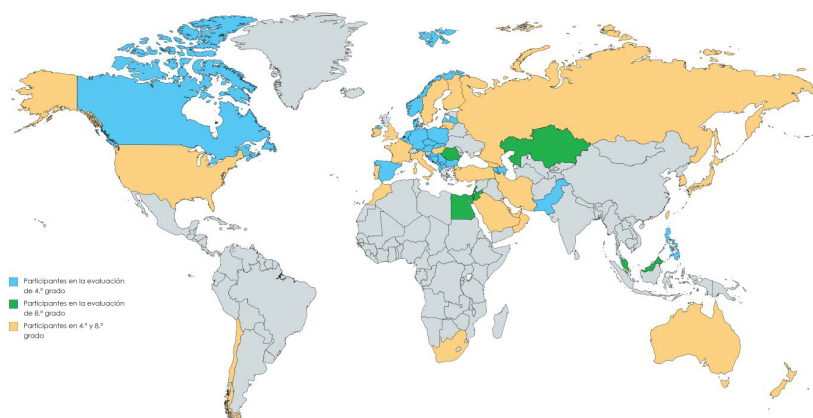 Participantes en la evaluación
de 4.º grado
Participantes en la evaluación
de 8.º grado
Participantes en 4.º y 8.º
grado